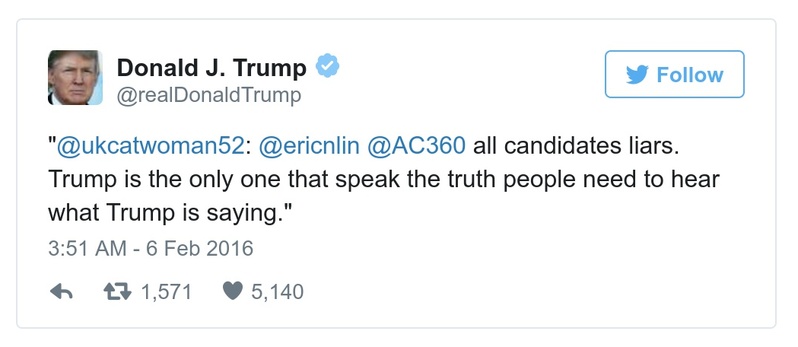 Donald J. Trump
@realDonaldTrump
Follow
"@ukcatwoman52: @ericnlin @AC360 all candidates liars.
Trump is the only one that speak the truth people need to hear
what Trump is saying."
3:51 AM - 6 Feb 2016
1,571 5,140